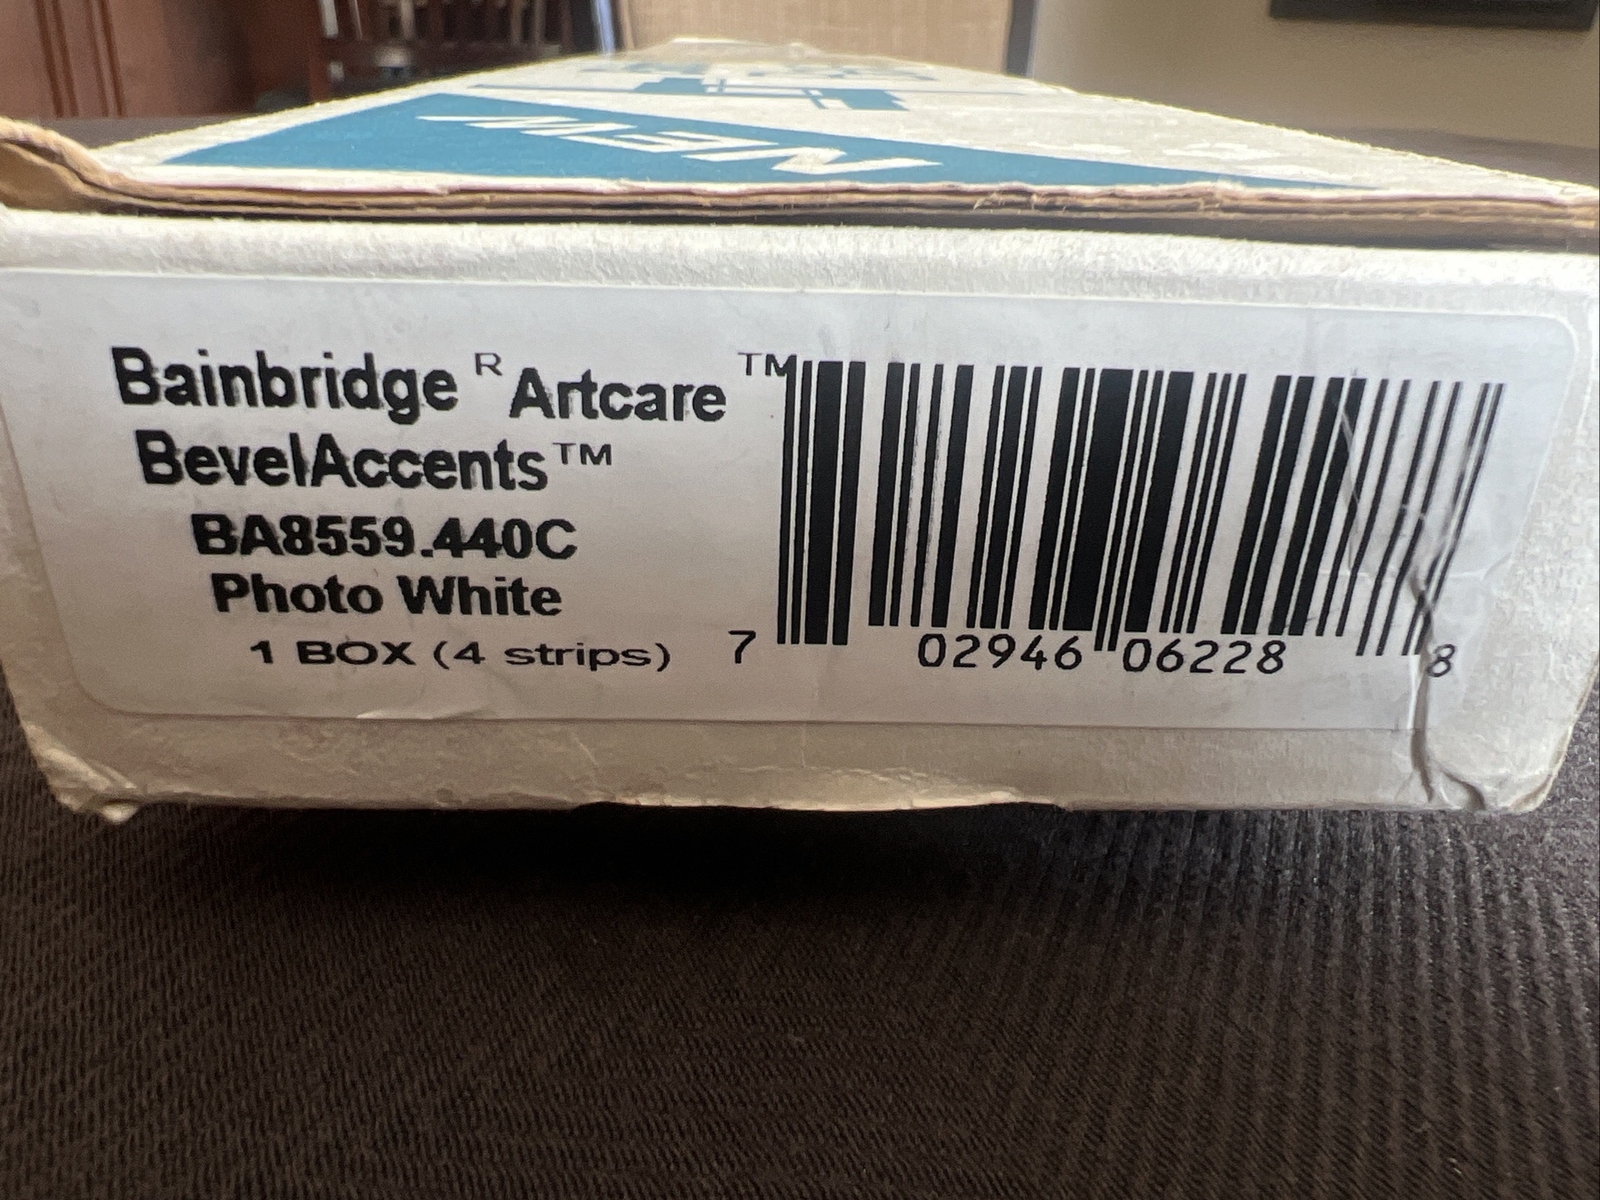 NEW
Bainbridge R Artcare TM
BevelAccents™
BA8559.440C
Photo White
1 BOX (4 strips)
7 02946 06228 8